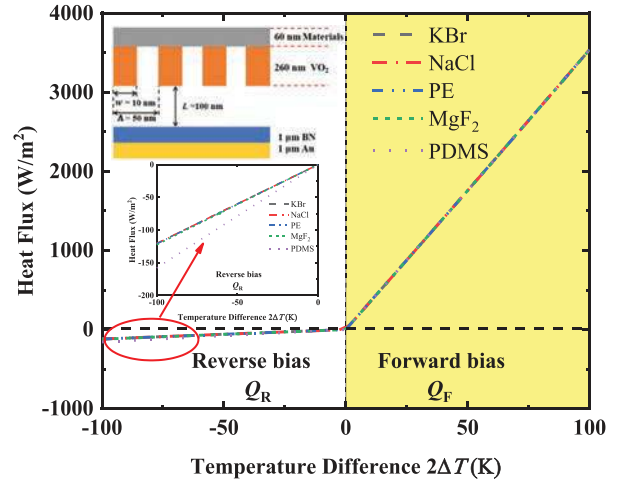 4000
3000
2000
1000
0
-1000
Heat Flux (W/m²)
60 nm Materials
260 nm VO₂
w = 10 nm
Λ = 50 nm
L =100 nm
1 μm BN
1 μm Au
KBr
NaCl
PE
MgF₂
PDMS
0
-50
-100
-150
-200
Heat Flux (W/m²)
KBr
NaCl
PE
MgF₂
PDMS
Reverse bias
Q_R
-100
-50
0
Temperature Difference 2ΔT(K)
Reverse bias
Q_R
Forward bias
Q_F
-100
-50
0
50
100
Temperature Difference 2ΔT (K)